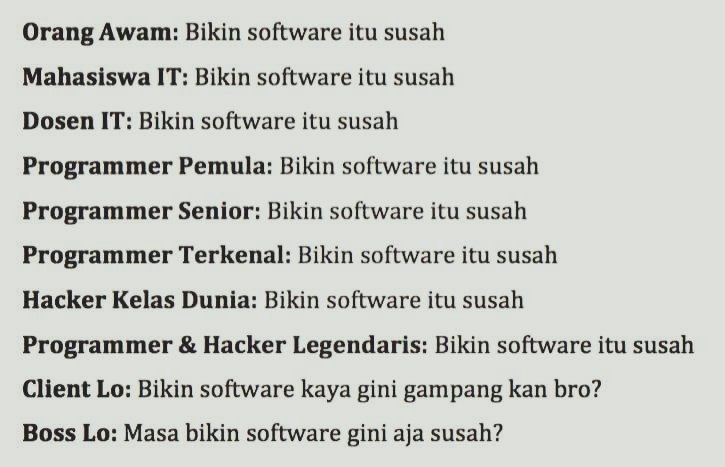 Orang Awam: Bikin software itu susah
Mahasiswa IT: Bikin software itu susah
Dosen IT: Bikin software itu susah
Programmer Pemula: Bikin software itu susah
Programmer Senior: Bikin software itu susah
Programmer Terkenal: Bikin software itu susah
Hacker Kelas Dunia: Bikin software itu susah
Programmer & Hacker Legendaris: Bikin software itu susah
Client Lo: Bikin software kaya gini gampang kan bro?
Boss Lo: Masa bikin software gini aja susah?